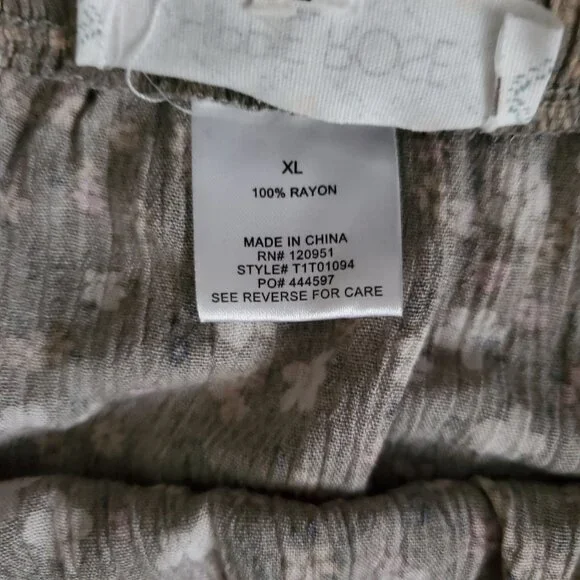 XL
100% RAYON
MADE IN CHINA
RN# 120951
STYLE# T1T01094
PO# 444597
SEE REVERSE FOR CARE